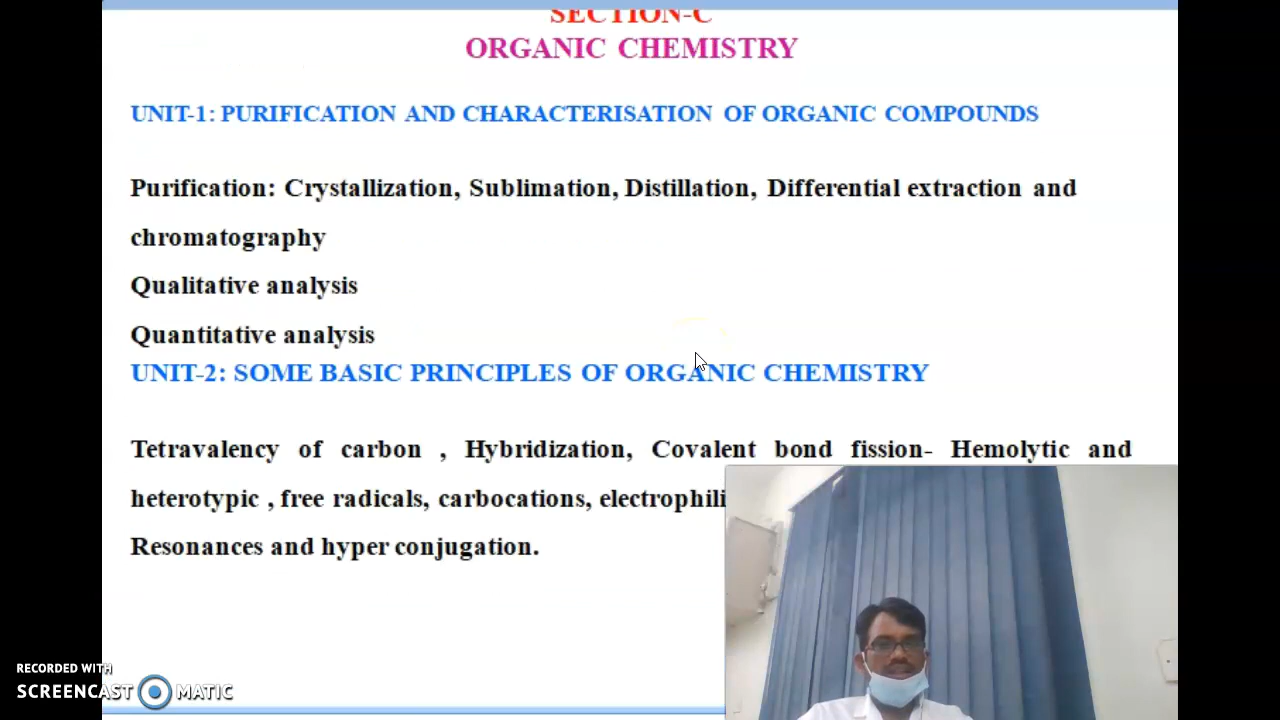 SECTION-C
ORGANIC CHEMISTRY
UNIT-1: PURIFICATION AND CHARACTERISATION OF ORGANIC COMPOUNDS
Purification: Crystallization, Sublimation, Distillation, Differential extraction and
chromatography
Qualitative analysis
Quantitative analysis
UNIT-2: SOME BASIC PRINCIPLES OF ORGANIC CHEMISTRY
Tetravalency of carbon , Hybridization, Covalent bond fission- Hemolytic and
heterotypic , free radicals, carbocations, electrophili
Resonances and hyper conjugation.
RECORDED WITH
SCREENCAST MATIC